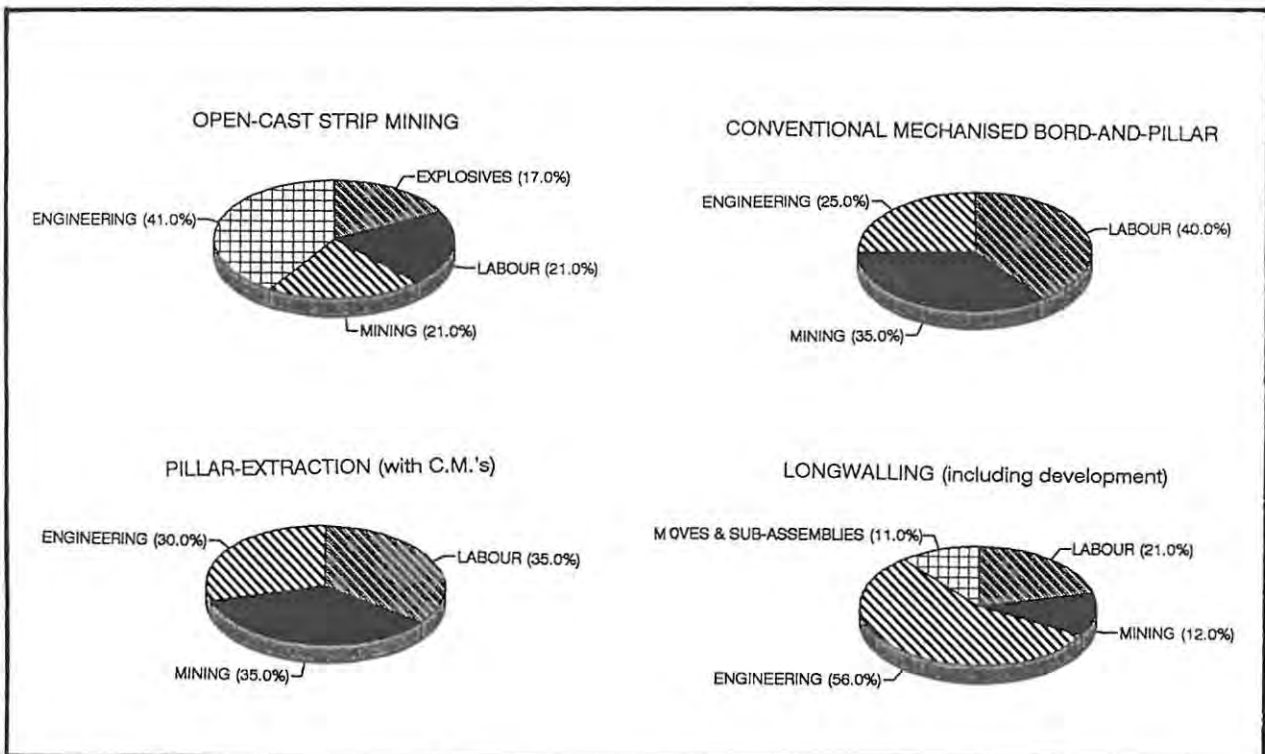 OPEN-CAST STRIP MINING
EXPLOSIVES (17.0%)
ENGINEERING (41.0%)
LABOUR (21.0%)
MINING (21.0%)
CONVENTIONAL MECHANISED BORD-AND-PILLAR
ENGINEERING (25.0%)
LABOUR (40.0%)
MINING (35.0%)
PILLAR-EXTRACTION (with C.M.'s)
ENGINEERING (30.0%)
LABOUR (35.0%)
MINING (35.0%)
LONGWALLING (including development)
MOVES & SUB-ASSEMBLIES (11.0%)
LABOUR (21.0%)
MINING (12.0%)
ENGINEERING (56.0%)